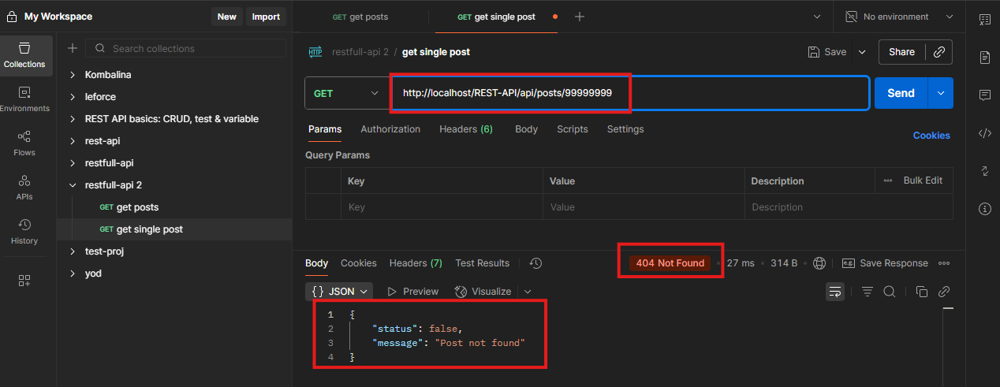 My Workspace
New
Import
GET get posts
GET get single post
No environment
Collections
Environments
Flows
APIs
History
Search collections
Kombalina
leforce
REST API basics: CRUD, test & variable
rest-api
restfull-api
restfull-api 2
GET get posts
GET get single post
test-proj
yod
HTTP restfull-api 2 / get single post
Save
Share
GET http://localhost/REST-API/api/posts/99999999
Send
Params Authorization Headers (6) Body Scripts Settings
Cookies
Query Params
Key Value Description Bulk Edit
Key Value Description
Body Cookies Headers (7) Test Results
404 Not Found • 27 ms • 314 B
e.g. Save Response
{} JSON Preview Visualize
1 {
2 "status": false,
3 "message": "Post not found"
4 }